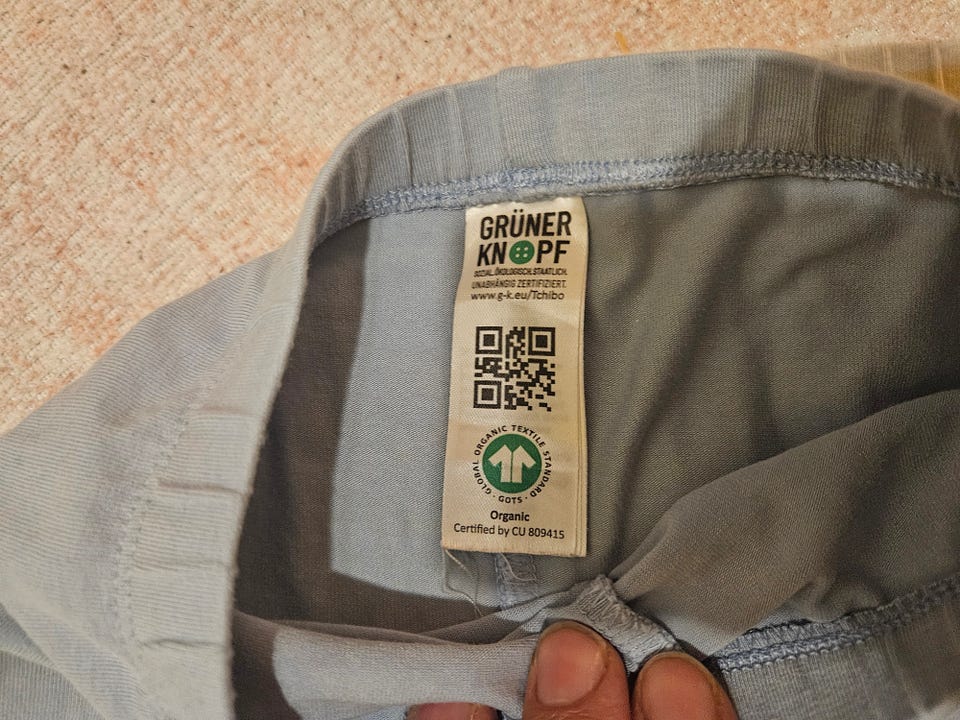 GRÜNER
KNOPF
SOZIAL.ÖKOLOGISCH.STAATLICH.
UNABHÄNGIG ZERTIFIZIERT.
www.g-k.eu/Tchibo
GLOBAL ORGANIC TEXTILE STANDARD · GOTS ·
Organic
Certified by CU 809415